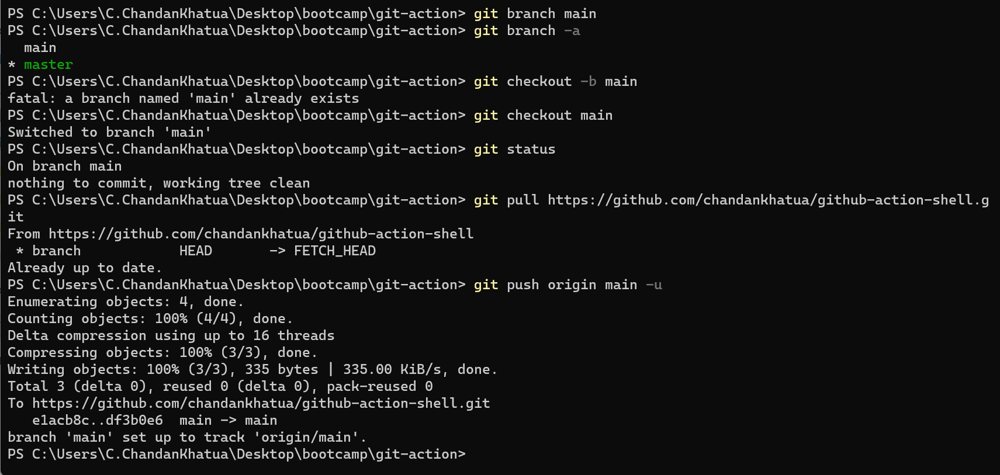 PS C:\Users\C.ChandanKhatua\Desktop\bootcamp\git-action> git branch main
PS C:\Users\C.ChandanKhatua\Desktop\bootcamp\git-action> git branch -a
  main
* master
PS C:\Users\C.ChandanKhatua\Desktop\bootcamp\git-action> git checkout -b main
fatal: a branch named 'main' already exists
PS C:\Users\C.ChandanKhatua\Desktop\bootcamp\git-action> git checkout main
Switched to branch 'main'
PS C:\Users\C.ChandanKhatua\Desktop\bootcamp\git-action> git status
On branch main
nothing to commit, working tree clean
PS C:\Users\C.ChandanKhatua\Desktop\bootcamp\git-action> git pull https://github.com/chandankhatua/github-action-shell.g
it
From https://github.com/chandankhatua/github-action-shell
 * branch            HEAD       -> FETCH_HEAD
Already up to date.
PS C:\Users\C.ChandanKhatua\Desktop\bootcamp\git-action> git push origin main -u
Enumerating objects: 4, done.
Counting objects: 100% (4/4), done.
Delta compression using up to 16 threads
Compressing objects: 100% (3/3), done.
Writing objects: 100% (3/3), 335 bytes | 335.00 KiB/s, done.
Total 3 (delta 0), reused 0 (delta 0), pack-reused 0
To https://github.com/chandankhatua/github-action-shell.git
   e1acb8c..df3b0e6  main -> main
branch 'main' set up to track 'origin/main'.
PS C:\Users\C.ChandanKhatua\Desktop\bootcamp\git-action>